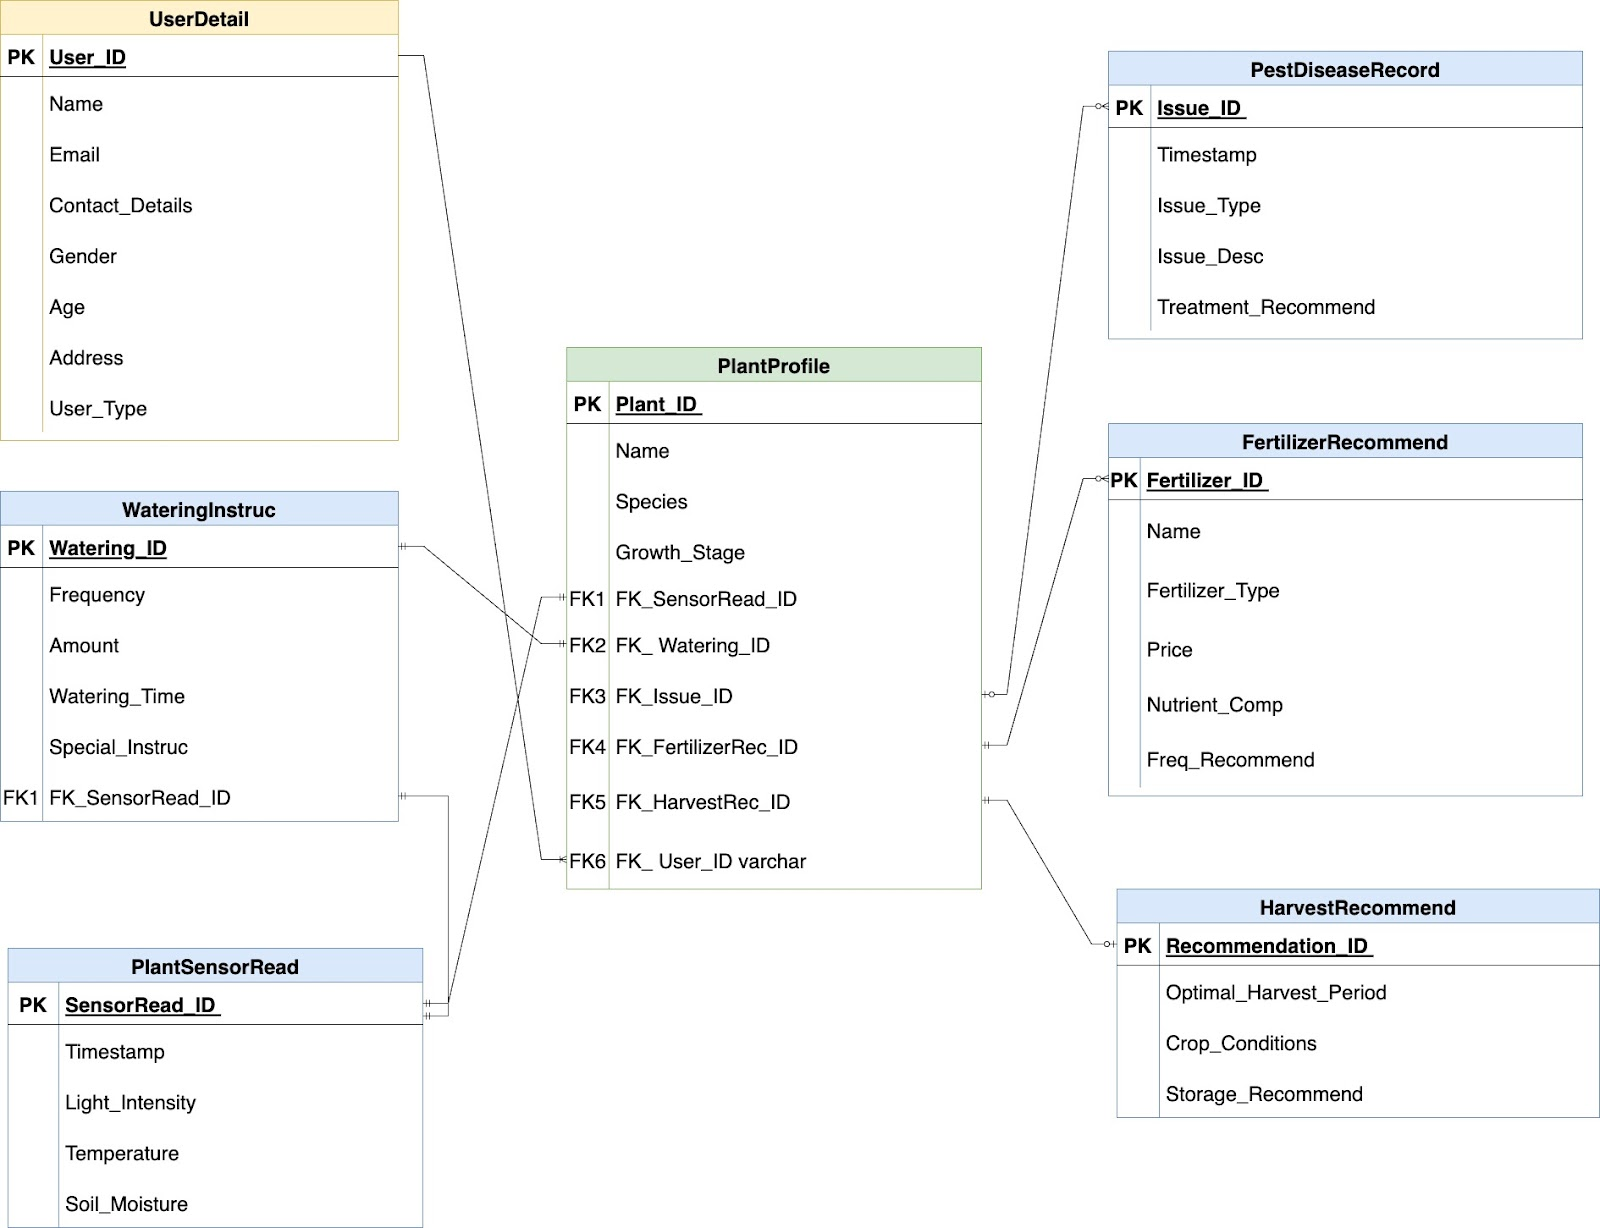 UserDetail
PK User_ID
Name
Email
Contact_Details
Gender
Age
Address
User_Type
WateringInstruc
PK Watering_ID
Frequency
Amount
Watering_Time
Special_Instruc
FK1 FK_SensorRead_ID
PlantSensorRead
PK SensorRead_ID
Timestamp
Light_Intensity
Temperature
Soil_Moisture
PlantProfile
PK Plant_ID
Name
Species
Growth_Stage
FK1 FK_SensorRead_ID
FK2 FK_ Watering_ID
FK3 FK_Issue_ID
FK4 FK_FertilizerRec_ID
FK5 FK_HarvestRec_ID
FK6 FK_ User_ID varchar
PestDiseaseRecord
PK Issue_ID
Timestamp
Issue_Type
Issue_Desc
Treatment_Recommend
FertilizerRecommend
PK Fertilizer_ID
Name
Fertilizer_Type
Price
Nutrient_Comp
Freq_Recommend
HarvestRecommend
PK Recommendation_ID
Optimal_Harvest_Period
Crop_Conditions
Storage_Recommend